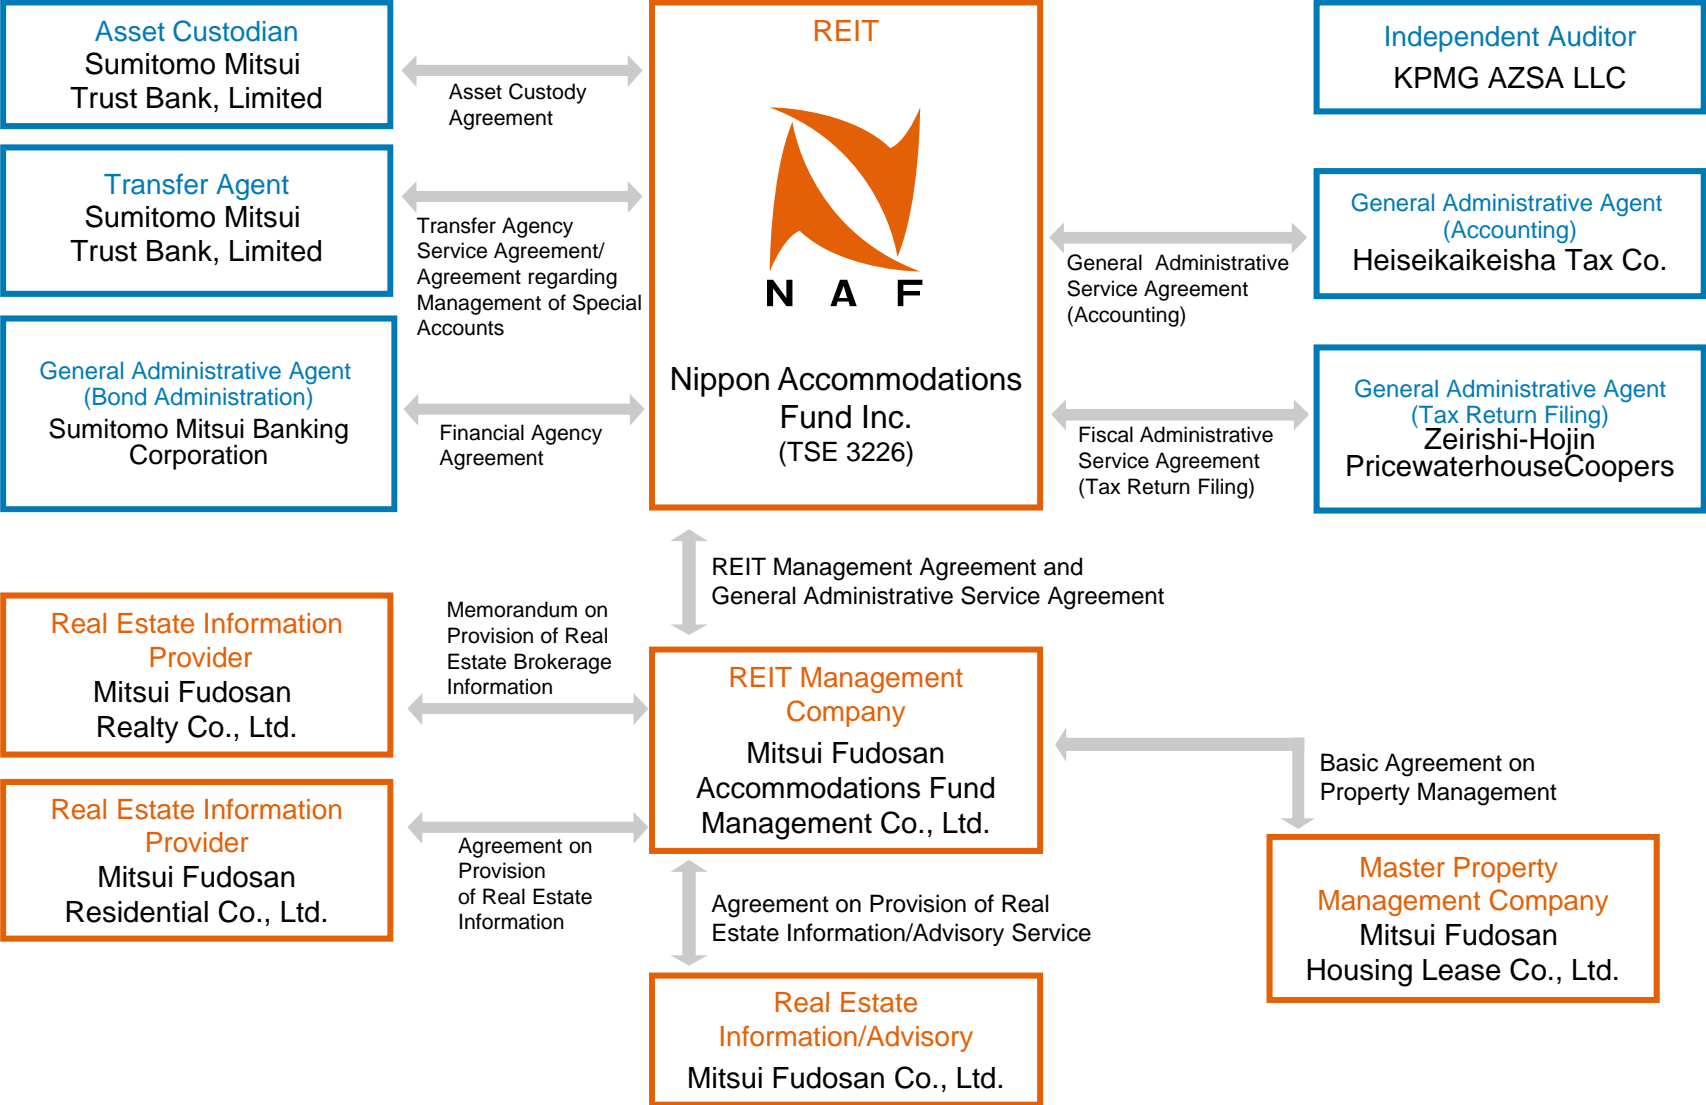 Asset Custodian
Sumitomo Mitsui
Trust Bank, Limited
Asset Custody
Agreement
Transfer Agent
Sumitomo Mitsui
Trust Bank, Limited
Transfer Agency
Service Agreement/
Agreement regarding
Management of Special
Accounts
General Administrative Agent
(Bond Administration)
Sumitomo Mitsui Banking
Corporation
Financial Agency
Agreement
REIT
N A F
Nippon Accommodations
Fund Inc.
(TSE 3226)
Independent Auditor
KPMG AZSA LLC
General Administrative Agent
(Accounting)
Heiseikaikeisha Tax Co.
General Administrative
Service Agreement
(Accounting)
General Administrative Agent
(Tax Return Filing)
Zeirishi-Hojin
PricewaterhouseCoopers
Fiscal Administrative
Service Agreement
(Tax Return Filing)
REIT Management Agreement and
General Administrative Service Agreement
Real Estate Information
Provider
Mitsui Fudosan
Realty Co., Ltd.
Memorandum on
Provision of Real
Estate Brokerage
Information
REIT Management
Company
Mitsui Fudosan
Accommodations Fund
Management Co., Ltd.
Basic Agreement on
Property Management
Real Estate Information
Provider
Mitsui Fudosan
Residential Co., Ltd.
Agreement on
Provision
of Real Estate
Information
Agreement on Provision of Real
Estate Information/Advisory Service
Master Property
Management Company
Mitsui Fudosan
Housing Lease Co., Ltd.
Real Estate
Information/Advisory
Mitsui Fudosan Co., Ltd.